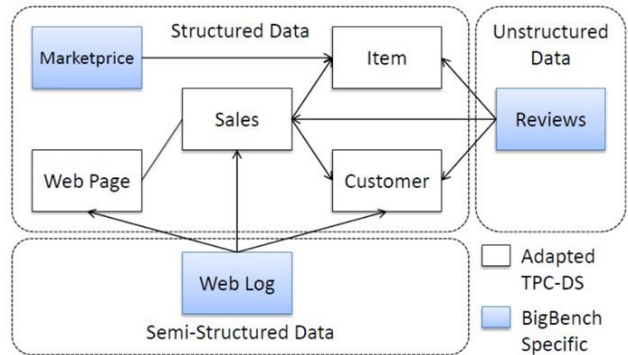 Structured Data
Unstructured
Data
Marketprice
Item
Sales
Reviews
Web Page
Customer
Web Log
Semi-Structured Data
Adapted
TPC-DS
BigBench
Specific